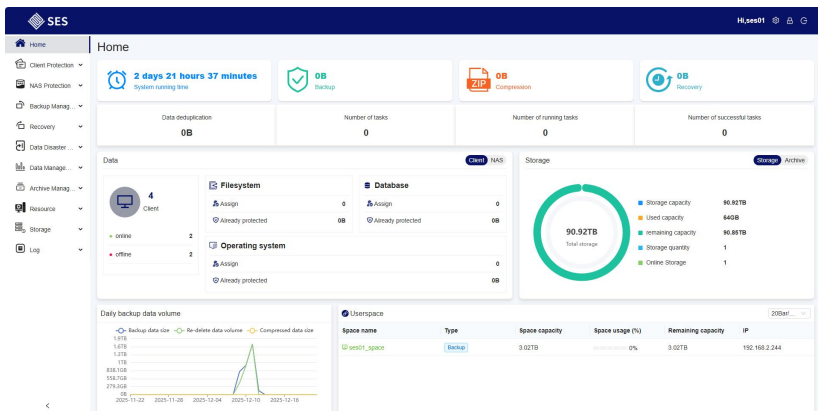 SES
Hi,ses01
Home
Client Protection
NAS Protection
Backup Manag...
Recovery
Data Disaster ...
Data Manage...
Archive Manag...
Resource
Storage
Log
Home
2 days 21 hours 37 minutes
System running time
0B
Backup
ZIP
0B
Compression
0B
Recovery
Data deduplication
0B
Number of tasks
0
Number of running tasks
0
Number of successful tasks
0
Data
Client NAS
4
Client
online 2
offline 2
Filesystem
Assign 0
Already protected 0B
Database
Assign 0
Already protected 0B
Operating system
Assign 0
Already protected 0B
Storage
Storage Archive
90.92TB
Total storage
Storage capacity 90.92TB
Used capacity 64GB
remaining capacity 90.85TB
Storage quantity 1
Online Storage 1
Daily backup data volume
Backup data size Re-delete data volume Compressed data size
1.9TB
1.6TB
1.3TB
1TB
838.1GB
558.7GB
279.3GB
0B
2025-11-22 2025-11-28 2025-12-04 2025-12-10 2025-12-16
Userspace
20Bar/...
Space name Type Space capacity Space usage (%) Remaining capacity IP
ses01_space Backup 3.02TB 0% 3.02TB 192.168.2.244